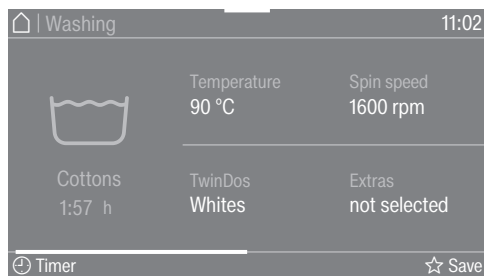 | Washing 11:02
Temperature Spin speed
90 °C 1600 rpm
Cottons TwinDos Extras
1:57 h Whites not selected
Timer Save